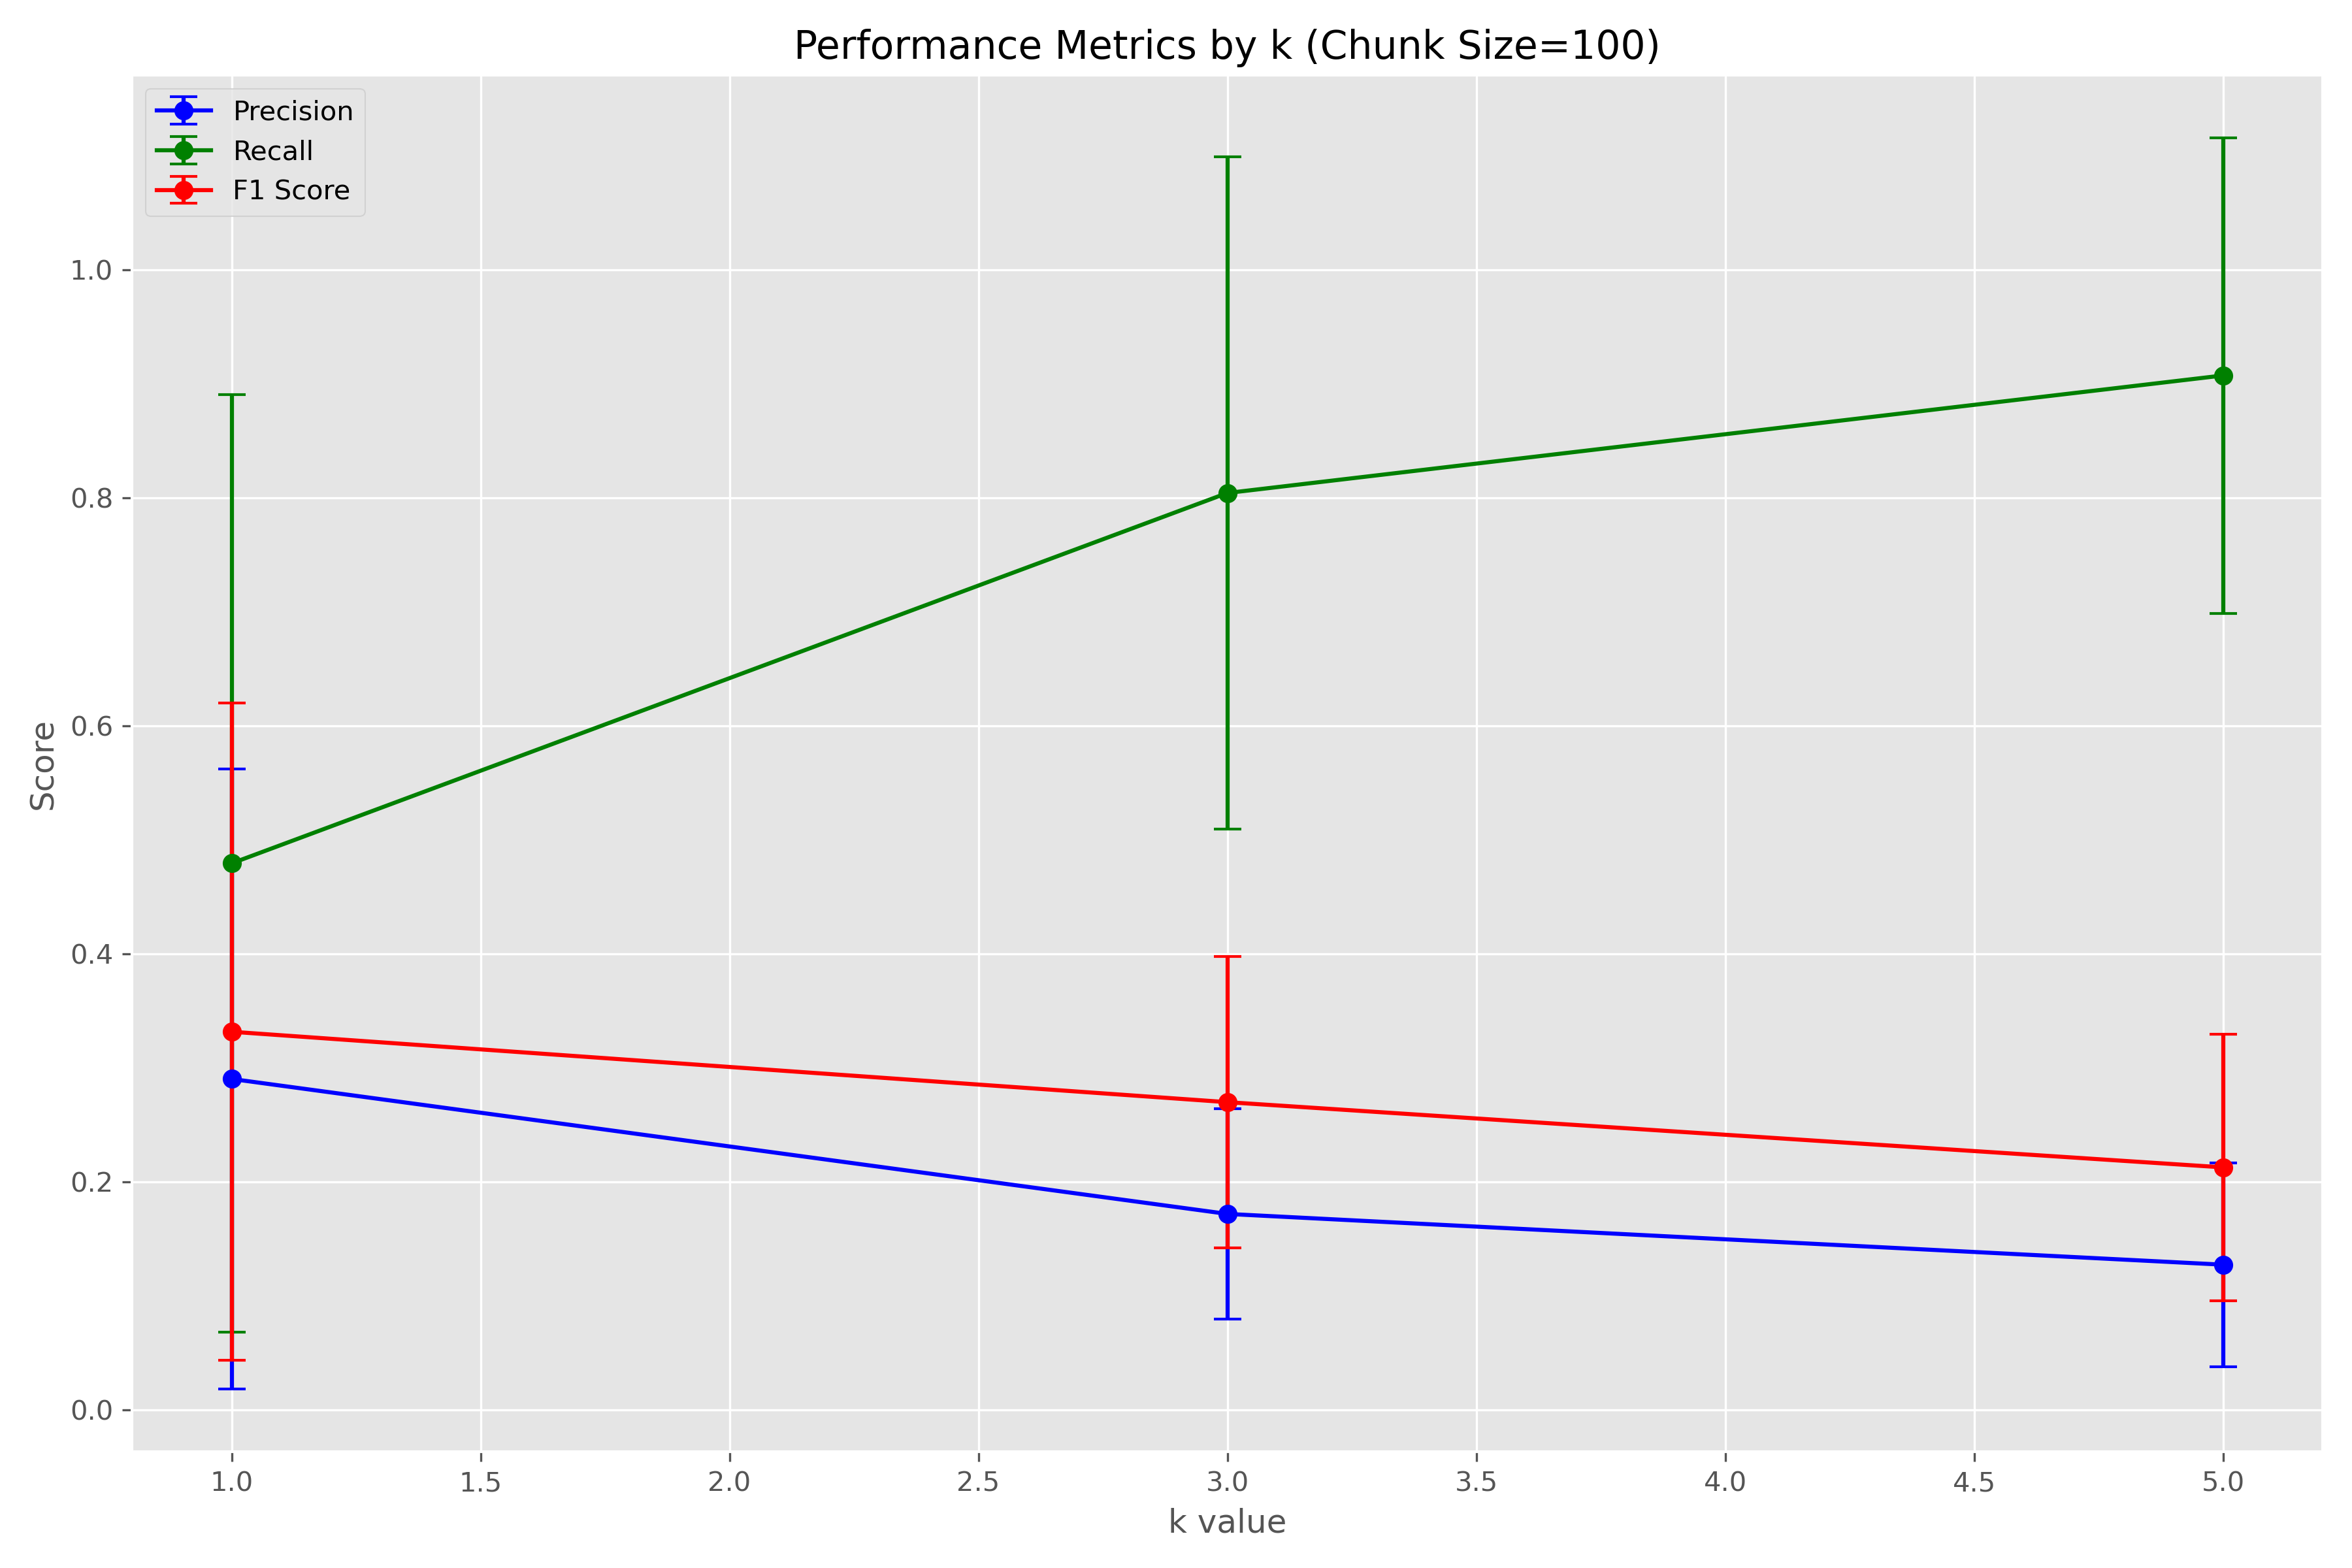 Performance Metrics by k (Chunk Size=100)
Precision
Recall
F1 Score
1.0
0.8
0.6
0.4
0.2
0.0
Score
1.0 1.5 2.0 2.5 3.0 3.5 4.0 4.5 5.0
k value